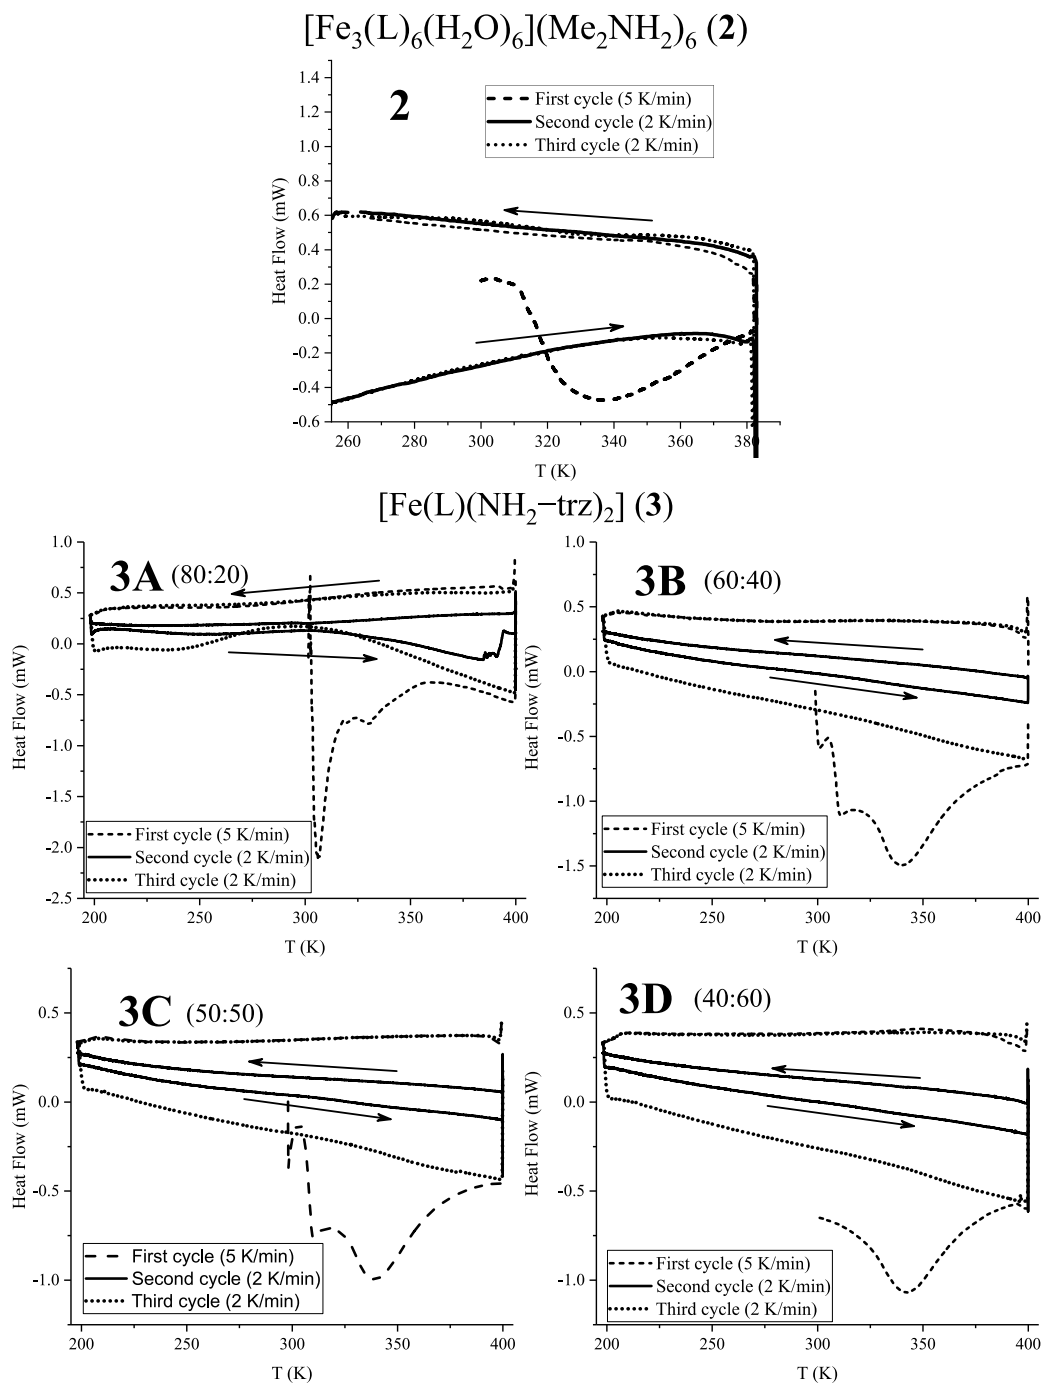 [Fe3(L)6(H2O)6](Me2NH2)6 (2)
2
First cycle (5 K/min)
Second cycle (2 K/min)
Third cycle (2 K/min)
1.4
1.2
1.0
0.8
0.6
0.4
0.2
0.0
-0.2
-0.4
-0.6
Heat Flow (mW)
260 280 300 320 340 360 380
T (K)
[Fe(L)(NH2−trz)2] (3)
3A (80:20)
1.0
0.5
0.0
-0.5
-1.0
-1.5
-2.0
-2.5
Heat Flow (mW)
First cycle (5 K/min)
Second cycle (2 K/min)
Third cycle (2 K/min)
200 250 300 350 400
T (K)
3B (60:40)
1.0
0.5
0.0
-0.5
-1.0
-1.5
Heat Flow (mW)
First cycle (5 K/min)
Second cycle (2 K/min)
Third cycle (2 K/min)
200 250 300 350 400
T (K)
3C (50:50)
0.5
0.0
-0.5
-1.0
Heat Flow (mW)
First cycle (5 K/min)
Second cycle (2 K/min)
Third cycle (2 K/min)
200 250 300 350 400
T (K)
3D (40:60)
0.5
0.0
-0.5
-1.0
Heat Flow (mW)
First cycle (5 K/min)
Second cycle (2 K/min)
Third cycle (2 K/min)
200 250 300 350 400
T (K)